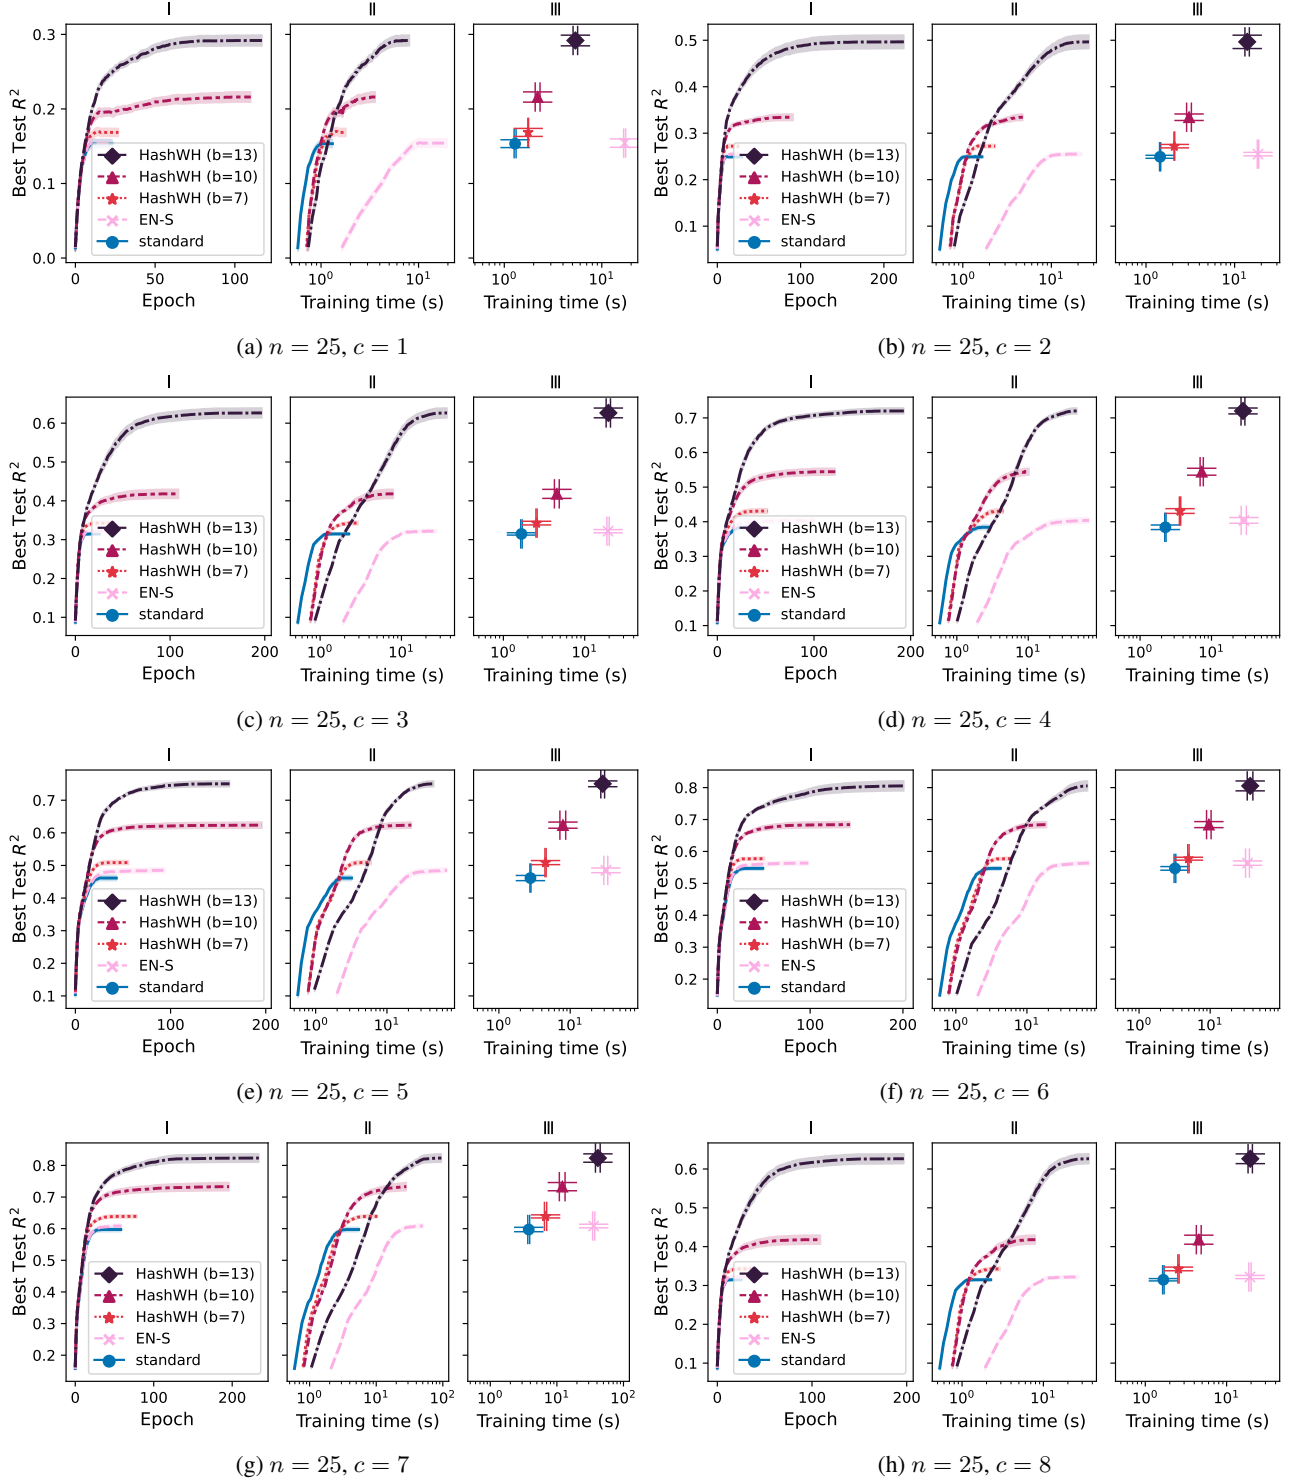 I II III I II III
Best Test R²
0.3
0.2
0.1
0.0
HashWH (b=13)
HashWH (b=10)
HashWH (b=7)
EN-S
standard
0 50 100
10⁰ 10¹
10⁰ 10¹
Epoch Training time (s) Training time (s)
(a) n = 25, c = 1
Best Test R²
0.5
0.4
0.3
0.2
0.1
0.0
HashWH (b=13)
HashWH (b=10)
HashWH (b=7)
EN-S
standard
0 200
10⁰ 10¹
10⁰ 10¹
Epoch Training time (s) Training time (s)
(b) n = 25, c = 2
I II III I II III
Best Test R²
0.6
0.5
0.4
0.3
0.2
0.1
HashWH (b=13)
HashWH (b=10)
HashWH (b=7)
EN-S
standard
0 100 200
10⁰ 10¹
10⁰ 10¹
Epoch Training time (s) Training time (s)
(c) n = 25, c = 3
Best Test R²
0.7
0.6
0.5
0.4
0.3
0.2
0.1
HashWH (b=13)
HashWH (b=10)
HashWH (b=7)
EN-S
standard
0 100 200
10⁰ 10¹
10⁰ 10¹
Epoch Training time (s) Training time (s)
(d) n = 25, c = 4
I II III I II III
Best Test R²
0.7
0.6
0.5
0.4
0.3
0.2
0.1
HashWH (b=13)
HashWH (b=10)
HashWH (b=7)
EN-S
standard
0 100 200
10⁰ 10¹
10⁰ 10¹
Epoch Training time (s) Training time (s)
(e) n = 25, c = 5
Best Test R²
0.8
0.7
0.6
0.5
0.4
0.3
0.2
HashWH (b=13)
HashWH (b=10)
HashWH (b=7)
EN-S
standard
0 100 200
10⁰ 10¹
10⁰ 10¹
Epoch Training time (s) Training time (s)
(f) n = 25, c = 6
I II III I II III
Best Test R²
0.8
0.7
0.6
0.5
0.4
0.3
0.2
HashWH (b=13)
HashWH (b=10)
HashWH (b=7)
EN-S
standard
0 100 200
10⁰ 10¹ 10²
10⁰ 10¹ 10²
Epoch Training time (s) Training time (s)
(g) n = 25, c = 7
Best Test R²
0.6
0.5
0.4
0.3
0.2
0.1
HashWH (b=13)
HashWH (b=10)
HashWH (b=7)
EN-S
standard
0 100 200
10⁰ 10¹
10⁰ 10¹
Epoch Training time (s) Training time (s)
(h) n = 25, c = 8